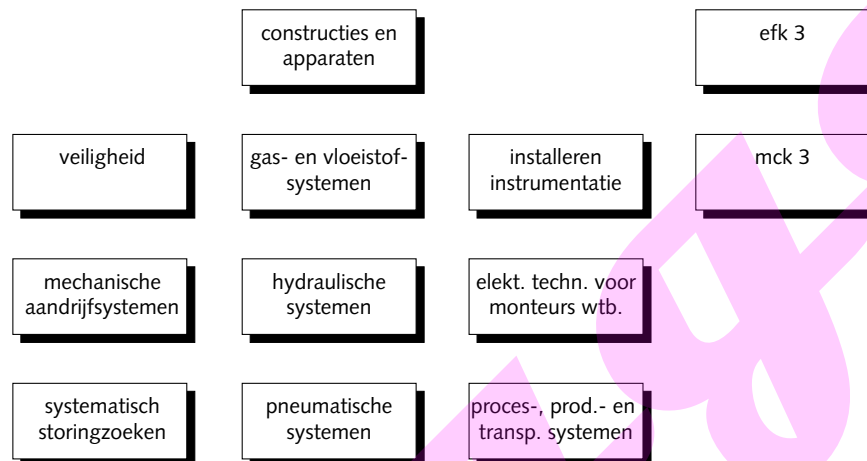 constructies en
apparaten
efk 3
veiligheid
gas- en vloeistof-
systemen
installeren
instrumentatie
mck 3
mechanische
aandrijfsystemen
hydraulische
systemen
elekt. techn. voor
monteurs wtb.
systematisch
storingzoeken
pneumatische
systemen
proces-, prod.- en
transp. systemen